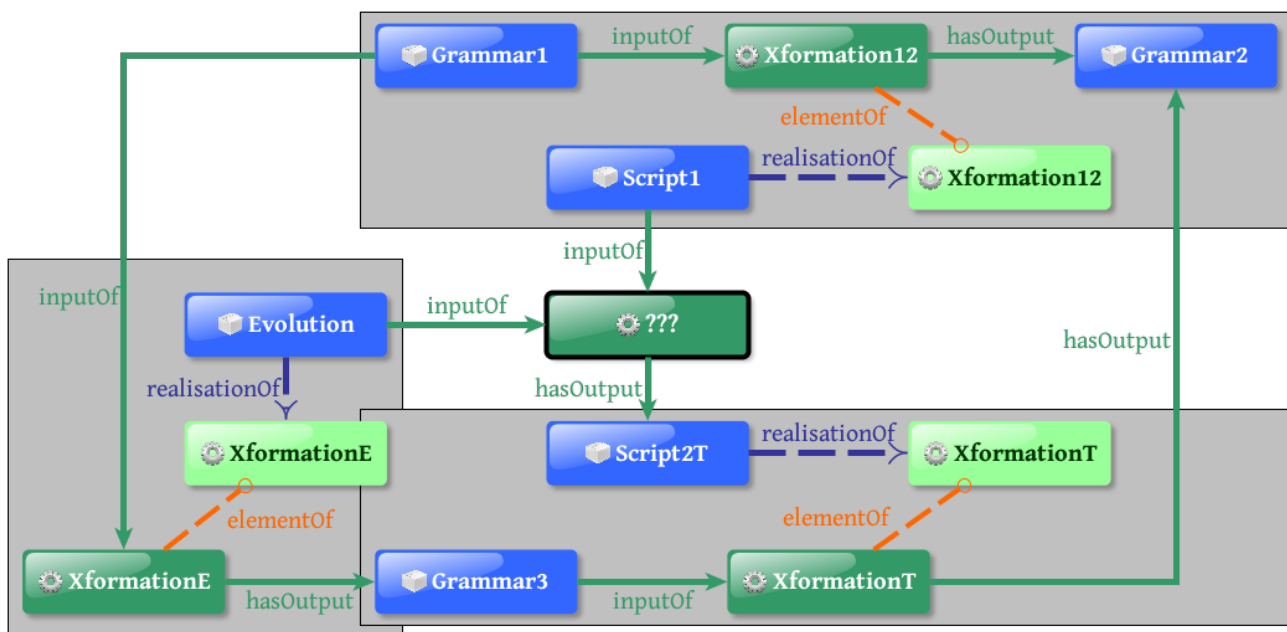 Grammar1
inputOf
Xformation12
hasOutput
Grammar2
elementOf
Script1
realisationOf
Xformation12
inputOf
inputOf
Evolution
inputOf
???
hasOutput
realisationOf
hasOutput
XformationE
Script2T
realisationOf
XformationT
elementOf
elementOf
XformationE
hasOutput
Grammar3
inputOf
XformationT